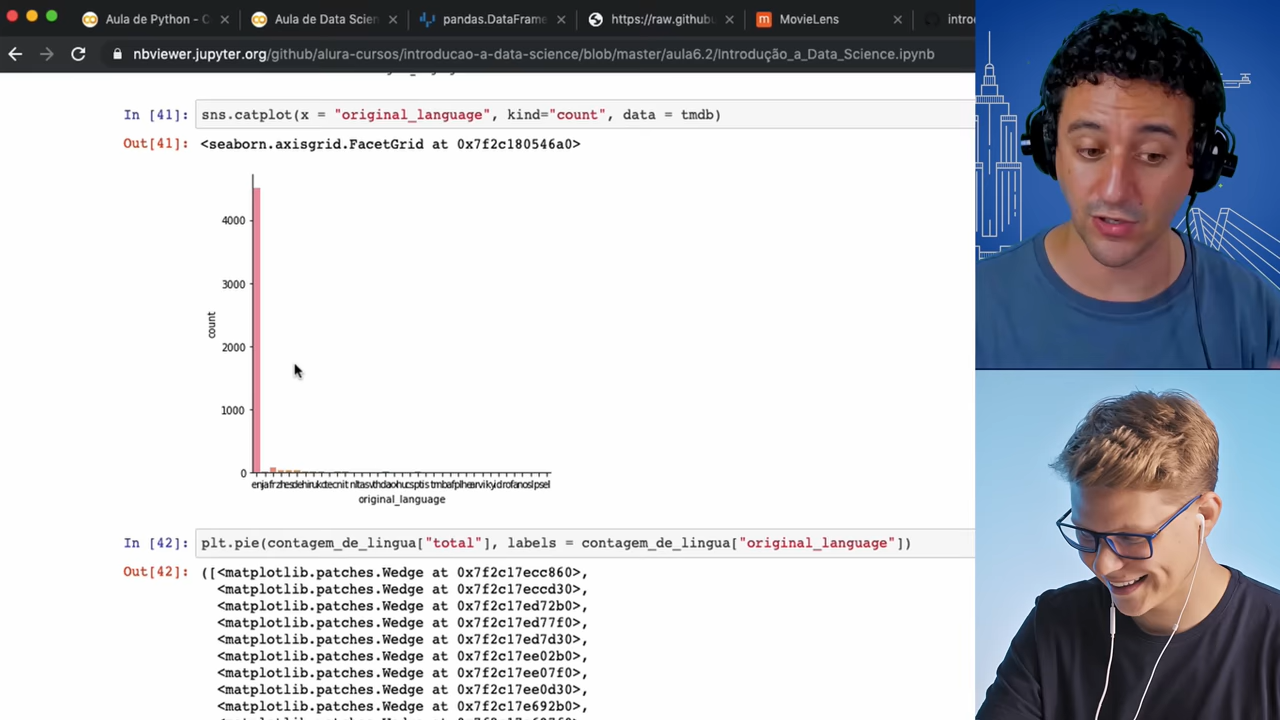 Aula de Python - C
Aula de Data Scien
pandas.DataFrame
https://raw.githubu
MovieLens
intro
nbviewer.jupyter.org/github/alura-cursos/introducao-a-data-science/blob/master/aula6.2/Introdução_a_Data_Science.ipynb
In [41]: sns.catplot(x = "original_language", kind="count", data = tmdb)
Out[41]: <seaborn.axisgrid.FacetGrid at 0x7f2c180546a0>
4000
3000
2000
1000
0
count
original_language
In [42]: plt.pie(contagem_de_lingua["total"], labels = contagem_de_lingua["original_language"])
Out[42]: ([<matplotlib.patches.Wedge at 0x7f2c17ecc860>,
<matplotlib.patches.Wedge at 0x7f2c17eccd30>,
<matplotlib.patches.Wedge at 0x7f2c17ed72b0>,
<matplotlib.patches.Wedge at 0x7f2c17ed77f0>,
<matplotlib.patches.Wedge at 0x7f2c17ed7d30>,
<matplotlib.patches.Wedge at 0x7f2c17ee02b0>,
<matplotlib.patches.Wedge at 0x7f2c17ee07f0>,
<matplotlib.patches.Wedge at 0x7f2c17ee0d30>,
<matplotlib.patches.Wedge at 0x7f2c17e692b0>,